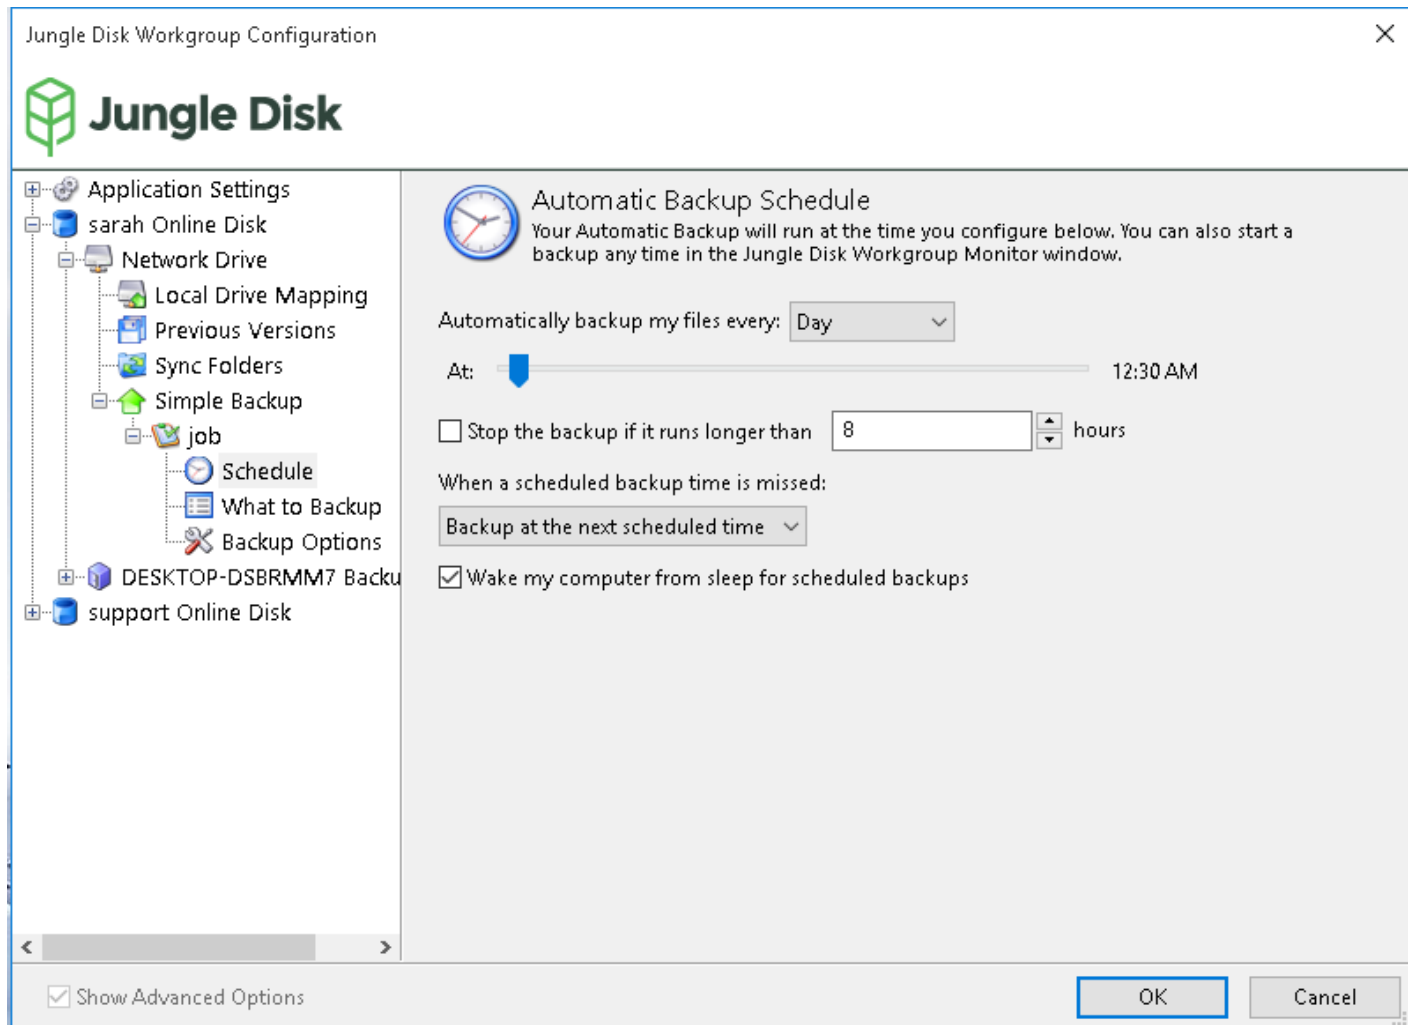 Jungle Disk Workgroup Configuration
Jungle Disk
Application Settings
sarah Online Disk
Network Drive
Local Drive Mapping
Previous Versions
Sync Folders
Simple Backup
job
Schedule
What to Backup
Backup Options
DESKTOP-DSBRMM7 Backu
support Online Disk
Automatic Backup Schedule
Your Automatic Backup will run at the time you configure below. You can also start a
backup any time in the Jungle Disk Workgroup Monitor window.
Automatically backup my files every: Day
At: 12:30 AM
Stop the backup if it runs longer than 8 hours
When a scheduled backup time is missed:
Backup at the next scheduled time
Wake my computer from sleep for scheduled backups
Show Advanced Options
OK Cancel